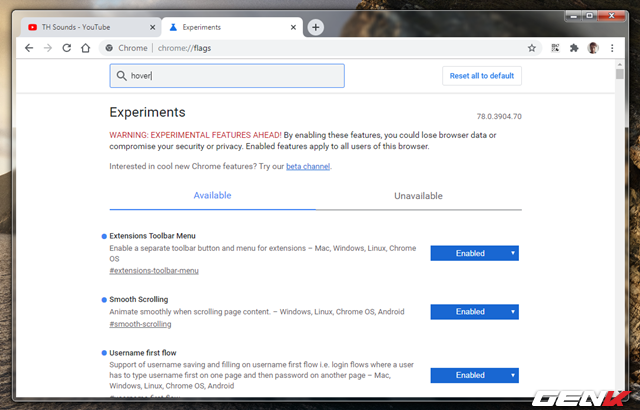 TH Sounds - YouTube
Experiments
Chrome | chrome://flags
hover
Reset all to default
Experiments
78.0.3904.70
WARNING: EXPERIMENTAL FEATURES AHEAD! By enabling these features, you could lose browser data or
compromise your security or privacy. Enabled features apply to all users of this browser.
Interested in cool new Chrome features? Try our beta channel.
Available
Unavailable
Extensions Toolbar Menu
Enable a separate toolbar button and menu for extensions – Mac, Windows, Linux, Chrome
OS
#extensions-toolbar-menu
Enabled
Smooth Scrolling
Animate smoothly when scrolling page content. – Windows, Linux, Chrome OS, Android
#smooth-scrolling
Enabled
Username first flow
Support of username saving and filling on username first flow i.e. login flows where a user
has to type username first on one page and then password on another page – Mac,
Windows, Linux, Chrome OS, Android
Enabled
GENK